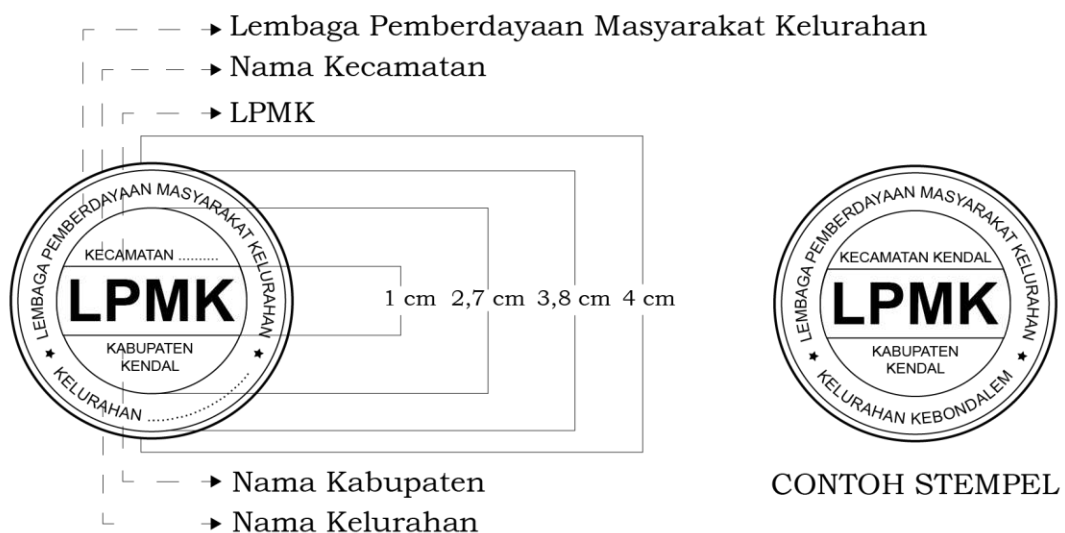 Lembaga Pemberdayaan Masyarakat Kelurahan
Nama Kecamatan
LPMK
LEMBAGA PEMBERDAYAAN MASYARAKAT KELURAHAN
KECAMATAN ..........
LPMK
KABUPATEN
KENDAL
KELURAHAN ......................
1 cm 2,7 cm 3,8 cm 4 cm
LEMBAGA PEMBERDAYAAN MASYARAKAT KELURAHAN
KECAMATAN KENDAL
LPMK
KABUPATEN
KENDAL
KELURAHAN KEBONDALEM
Nama Kabupaten
Nama Kelurahan
CONTOH STEMPEL